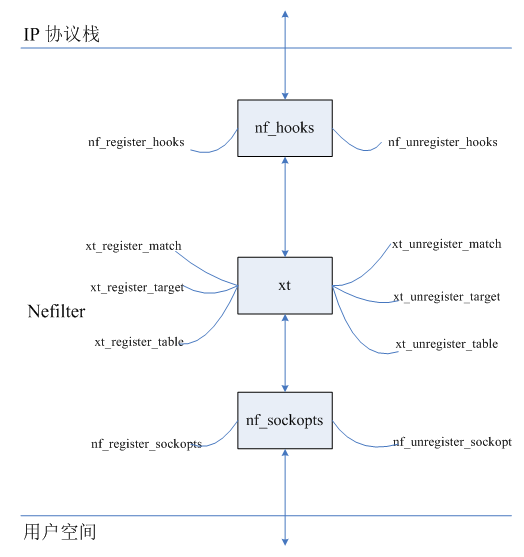 IP 协议栈
nf_hooks
nf_register_hooks
nf_unregister_hooks
xt_register_match
xt_unregister_match
xt_register_target
xt
xt_unregister_target
Nefilter
xt_register_table
xt_unregister_table
nf_sockopts
nf_register_sockopts
nf_unregister_sockopt
用户空间